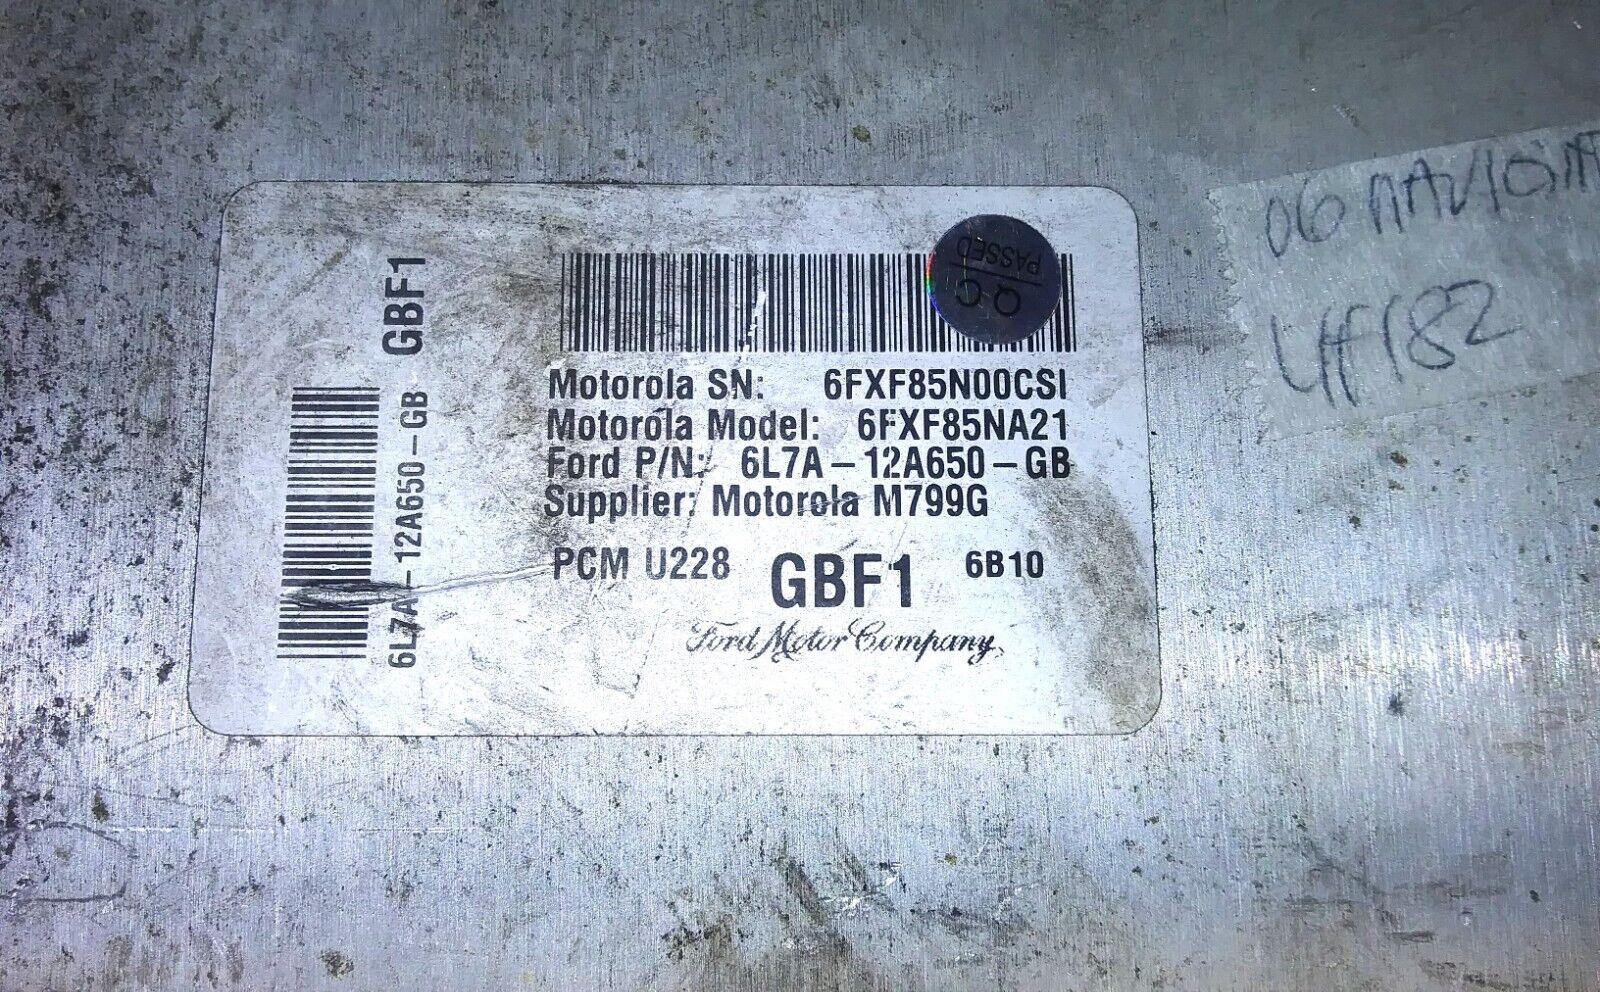 GBF1
6L7A-12A650-GB
QC
PASSED
Motorola SN: 6FXF85N00CSI
Motorola Model: 6FXF85NA21
Ford P/N: 6L7A-12A650-GB
Supplier: Motorola M799G
PCM U228 GBF1 6B10
Ford Motor Company,
06